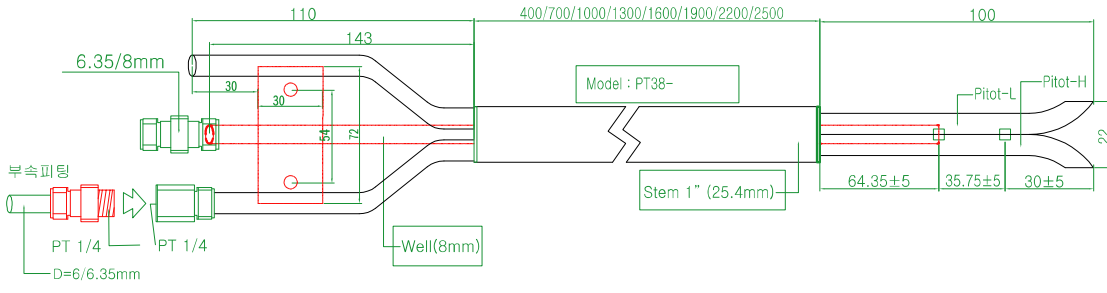 110
400/700/1000/1300/1600/1900/2200/2500
100
143
6.35/8mm
Model : PT38-
Pitot-H
Pitot-L
30
30
54
72
22
부속피팅
64.35±5
35.75±5
30±5
Stem 1" (25.4mm)
PT 1/4
PT 1/4
Well(8mm)
D=6/6.35mm